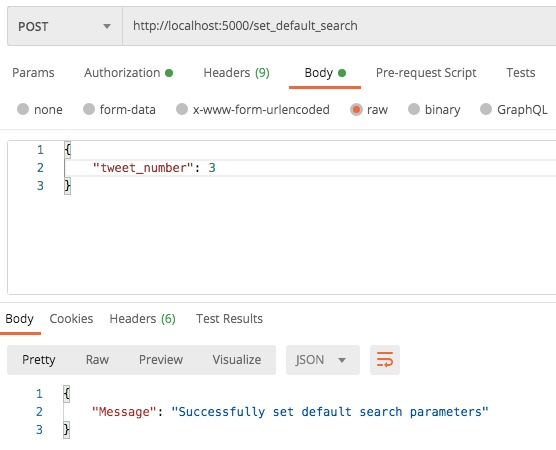 POST http://localhost:5000/set_default_search
Params Authorization Headers (9) Body Pre-request Script Tests
none form-data x-www-form-urlencoded raw binary GraphQL
1 {
2 "tweet_number": 3
3 }
Body Cookies Headers (6) Test Results
Pretty Raw Preview Visualize JSON
1 {
2 "Message": "Successfully set default search parameters"
3 }